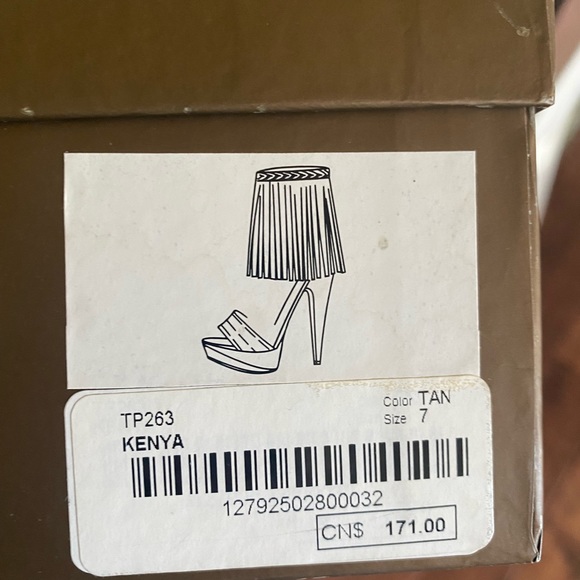 TP263
Color TAN
KENYA
Size 7
12792502800032
CN$ 171.00